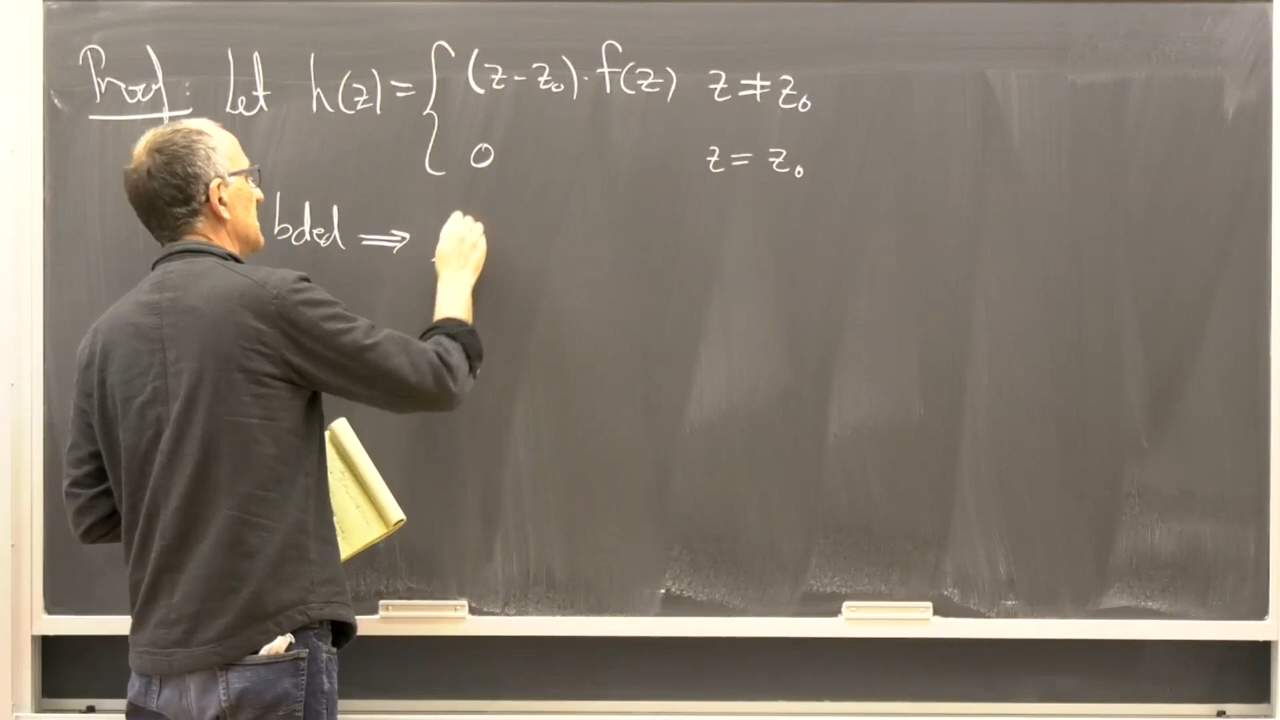 Proof: Let h(z) = { (z-z₀)·f(z) z≠z₀
0 z=z₀
bded ⟹